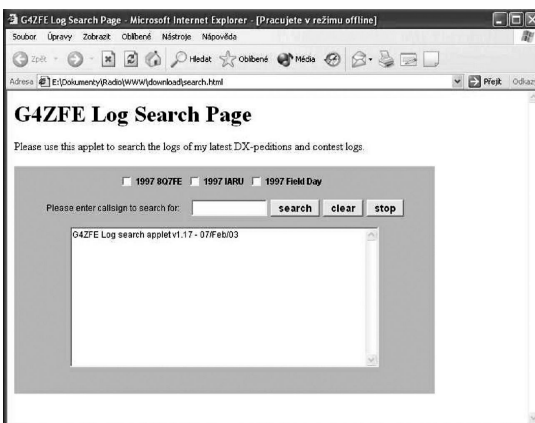 G4ZFE Log Search Page - Microsoft Internet Explorer - [Pracujete v režimu offline]
Soubor Úpravy Zobrazit Oblíbené Nástroje Nápověda
Zpět Hledat Oblíbené Média
Adresa E:\Dokumenty\Radio\WWW\download\search.html Přejít Odkazy
G4ZFE Log Search Page
Please use this applet to search the logs of my latest DX-peditions and contest logs.
1997 8Q7FE 1997 IARU 1997 Field Day
Please enter callsign to search for: search clear stop
G4ZFE Log search applet v1.17 - 07/Feb/03